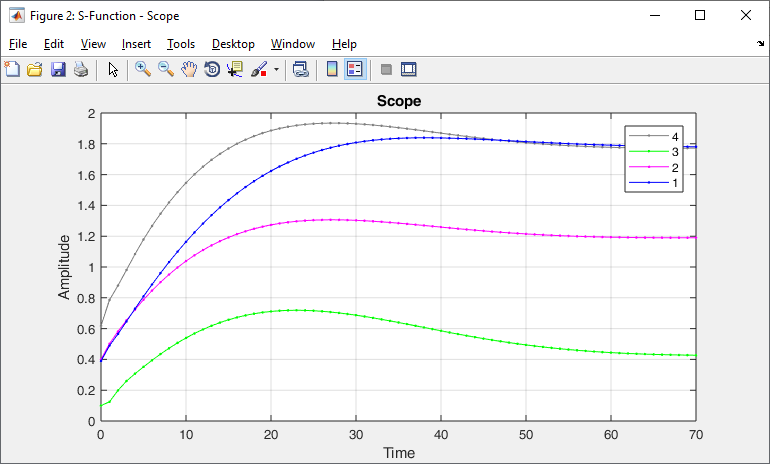 Figure 2: S-Function - Scope
File Edit View Insert Tools Desktop Window Help
Scope
2
1.8
1.6
1.4
1.2
1
0.8
0.6
0.4
0.2
0
Amplitude
4
3
2
1
0 10 20 30 40 50 60 70
Time